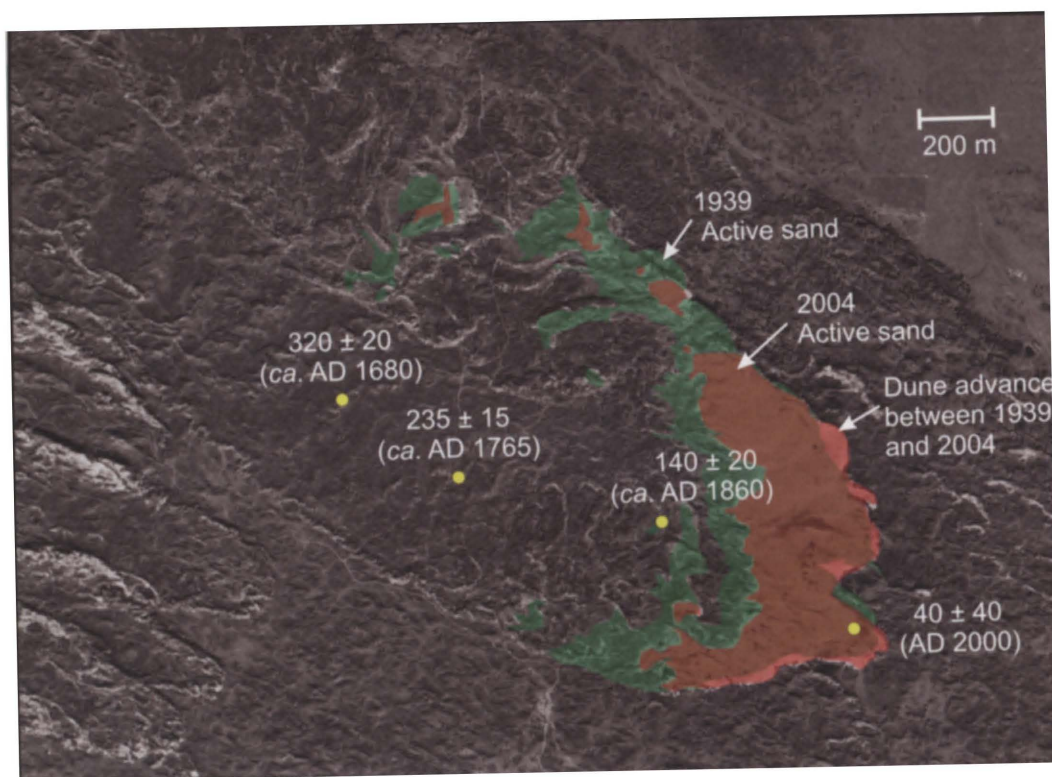 200 m
1939
Active sand
2004
Active sand
320 ± 20
(ca. AD 1680)
Dune advance
between 1939
and 2004
235 ± 15
(ca. AD 1765)
140 ± 20
(ca. AD 1860)
40 ± 40
(AD 2000)